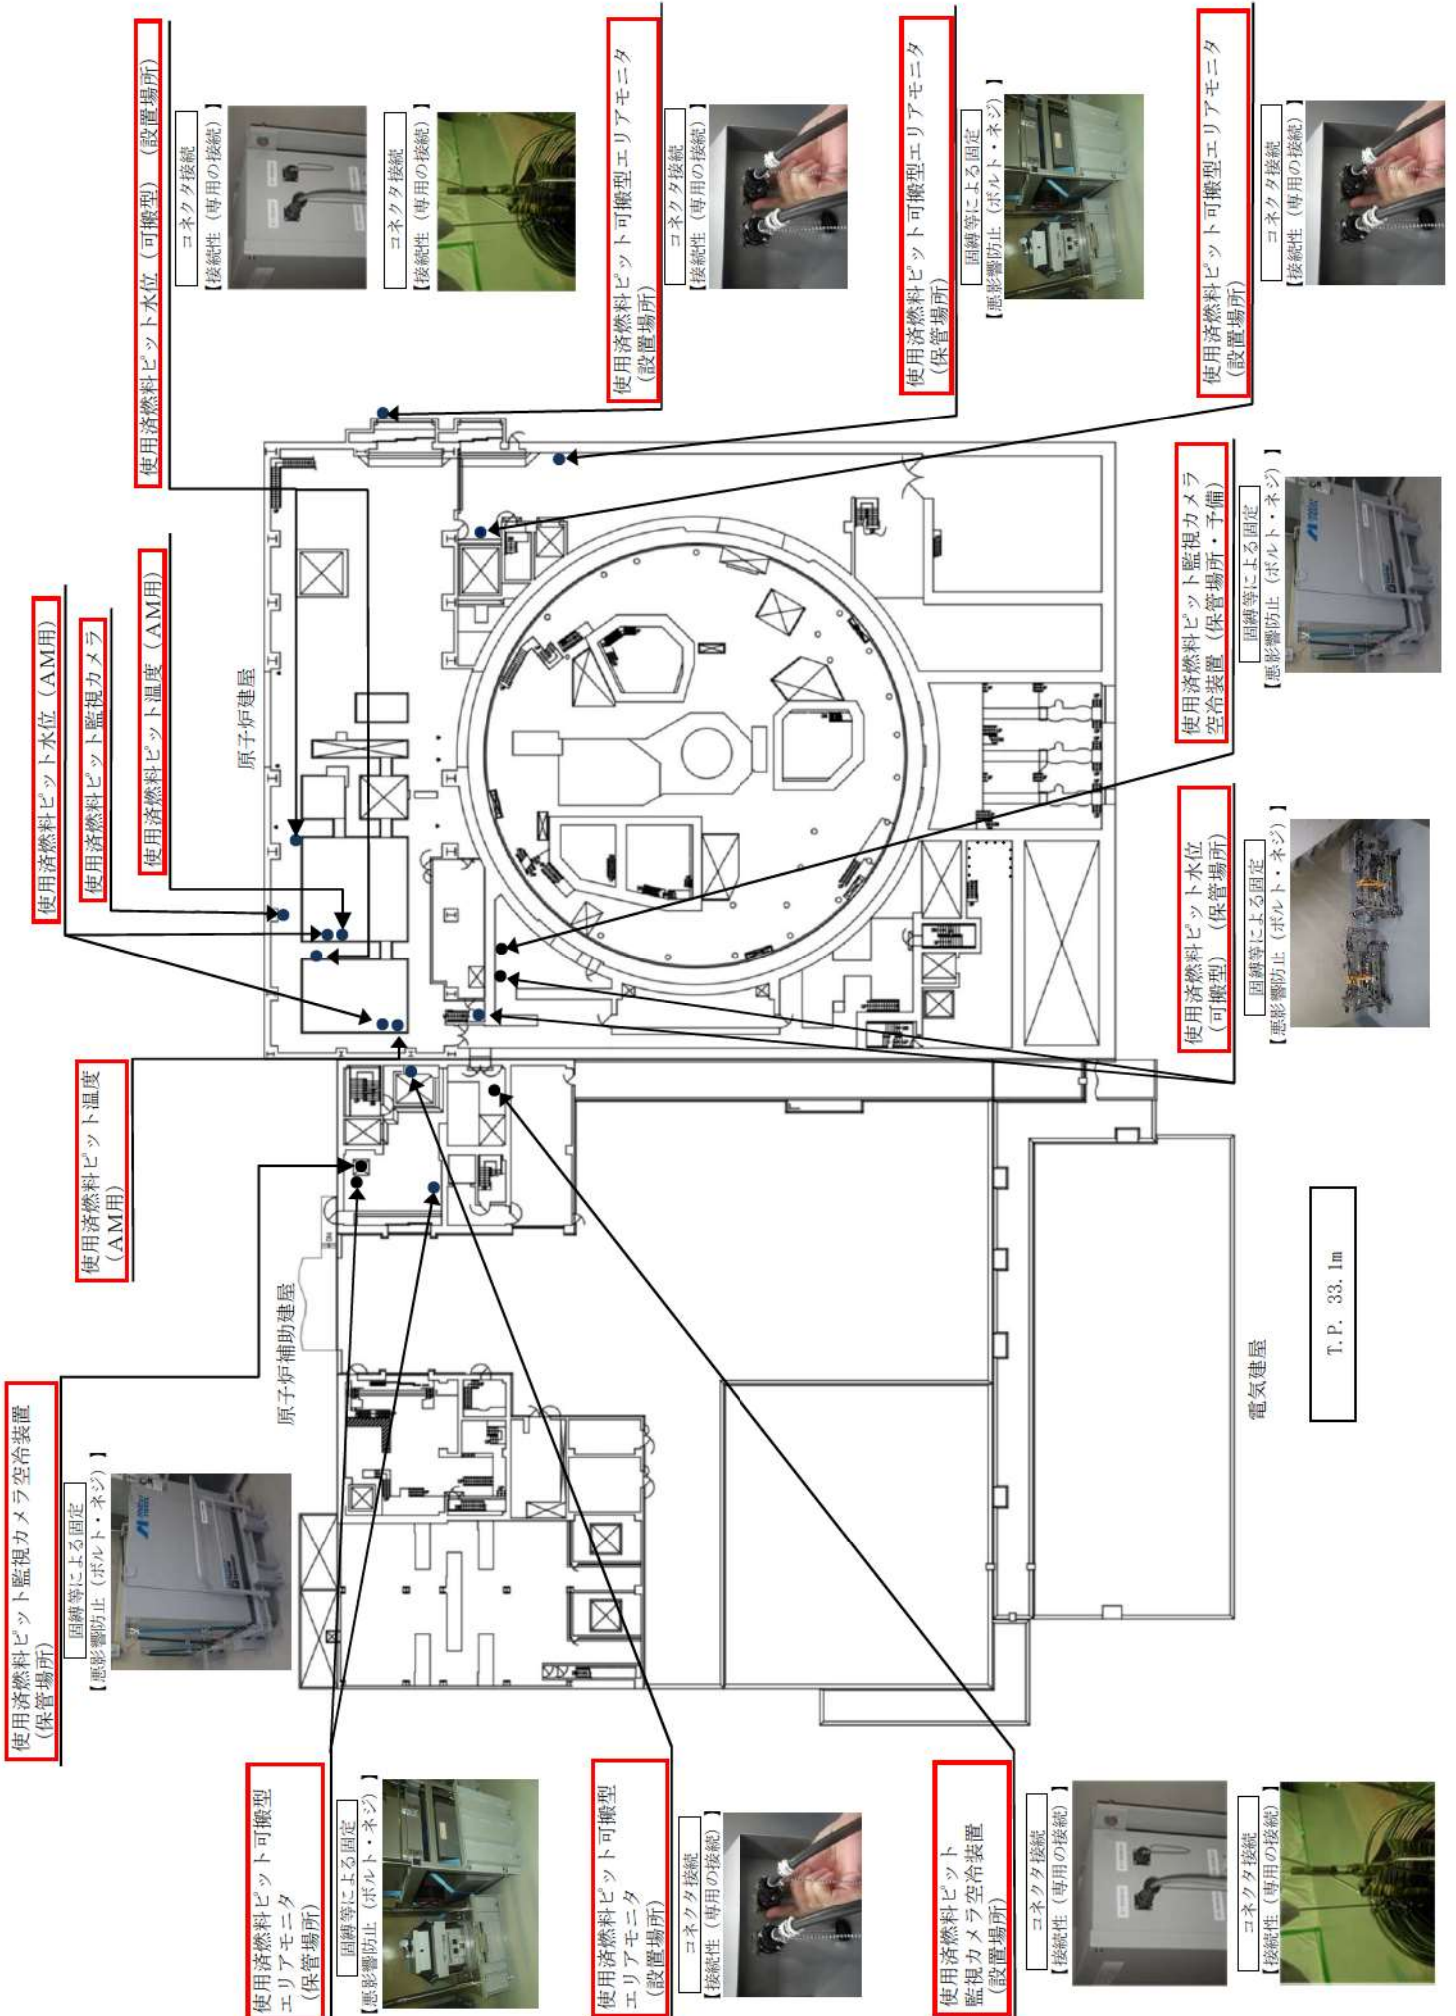 使用済燃料ピット監視カメラ空冷装置
(保管場所)
固縛等による固定
【悪影響防止（ボルト・ネジ）】
使用済燃料ピット温度
(AM用)
使用済燃料ピット水位（AM用）
使用済燃料ピット監視カメラ
使用済燃料ピット温度（AM用）
使用済燃料ピット水位（可搬型）（設置場所）
コネクタ接続
【接続性（専用の接続）】
コネクタ接続
【接続性（専用の接続）】
使用済燃料ピット可搬型エリアモニタ
(設置場所)
コネクタ接続
【接続性（専用の接続）】
使用済燃料ピット可搬型エリアモニタ
(保管場所)
固縛等による固定
【悪影響防止（ボルト・ネジ）】
使用済燃料ピット可搬型エリアモニタ
(設置場所)
コネクタ接続
【接続性（専用の接続）】
原子炉建屋
原子炉補助建屋
使用済燃料ピット可搬型
エリアモニタ
(保管場所)
固縛等による固定
【悪影響防止（ボルト・ネジ）】
使用済燃料ピット可搬型
エリアモニタ
(設置場所)
コネクタ接続
【接続性（専用の接続）】
使用済燃料ピット
監視カメラ空冷装置
(設置場所)
コネクタ接続
【接続性（専用の接続）】
コネクタ接続
【接続性（専用の接続）】
使用済燃料ピット水位
(可搬型)（保管場所）
固縛等による固定
【悪影響防止（ボルト・ネジ）】
使用済燃料ピット監視カメラ
空冷装置（保管場所・予備）
固縛等による固定
【悪影響防止（ボルト・ネジ）】
電気建屋
T.P. 33.1m